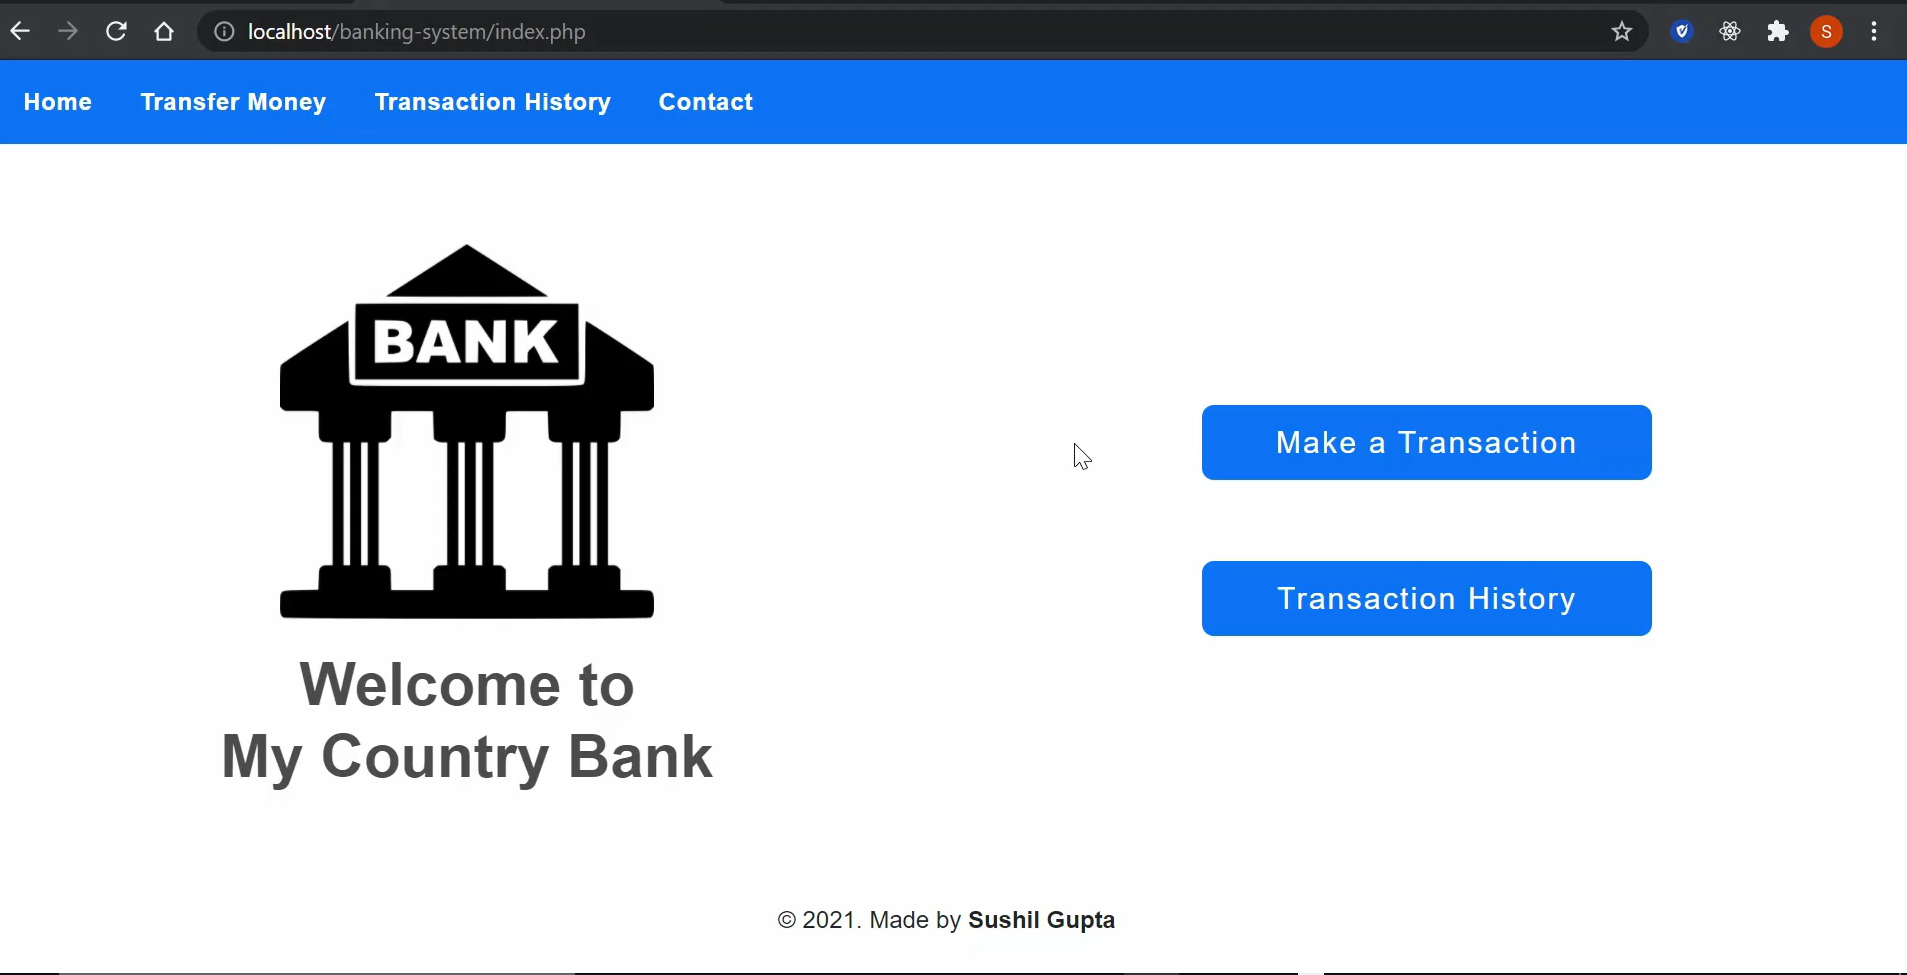 localhost/banking-system/index.php
S
Home Transfer Money Transaction History Contact
BANK
Make a Transaction
Transaction History
Welcome to
My Country Bank
© 2021. Made by Sushil Gupta